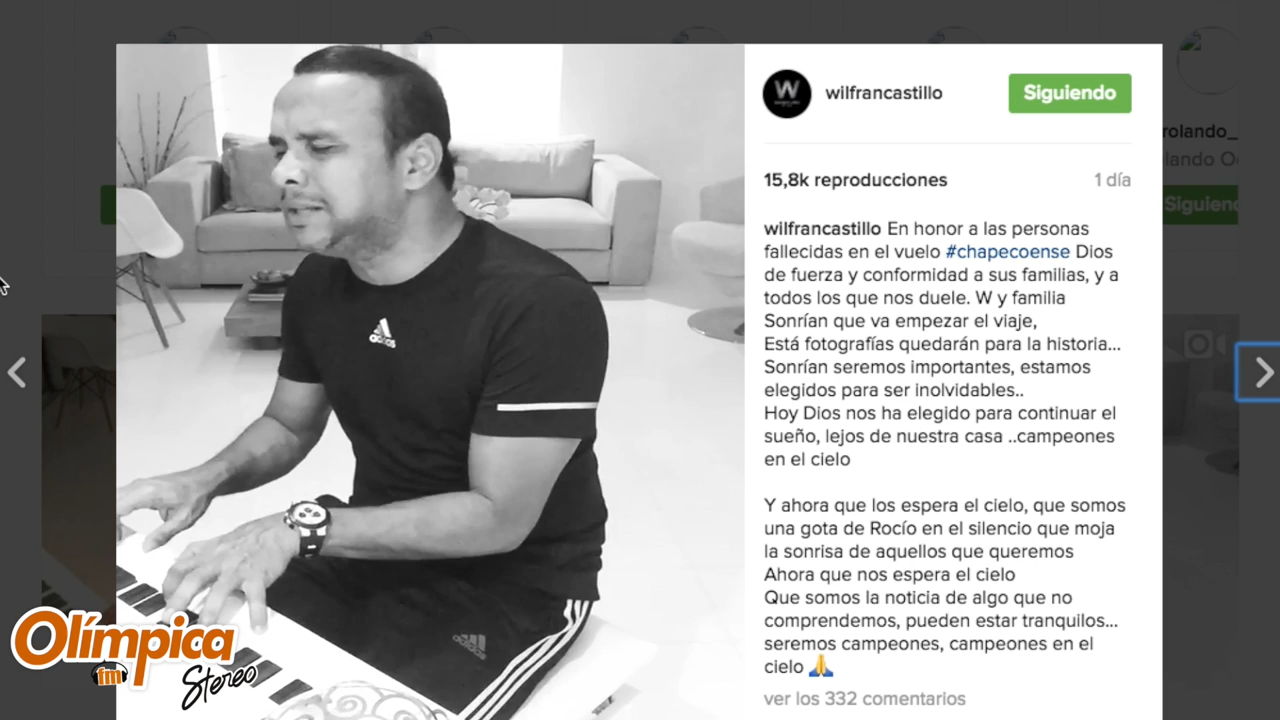 wilfrancastillo
Siguiendo
15,8k reproducciones
1 día
wilfrancastillo En honor a las personas
fallecidas en el vuelo #chapecoense Dios
de fuerza y conformidad a sus familias, y a
todos los que nos duele. W y familia
Sonrían que va empezar el viaje,
Está fotografías quedarán para la historia...
Sonrían seremos importantes, estamos
elegidos para ser inolvidables..
Hoy Dios nos ha elegido para continuar el
sueño, lejos de nuestra casa ..campeones
en el cielo
Y ahora que los espera el cielo, que somos
una gota de Rocío en el silencio que moja
la sonrisa de aquellos que queremos
Ahora que nos espera el cielo
Que somos la noticia de algo que no
comprendemos, pueden estar tranquilos...
seremos campeones, campeones en el
cielo 🙏
ver los 332 comentarios
W
adidas
adidas
rolando_
Olímpica
fm
Stereo